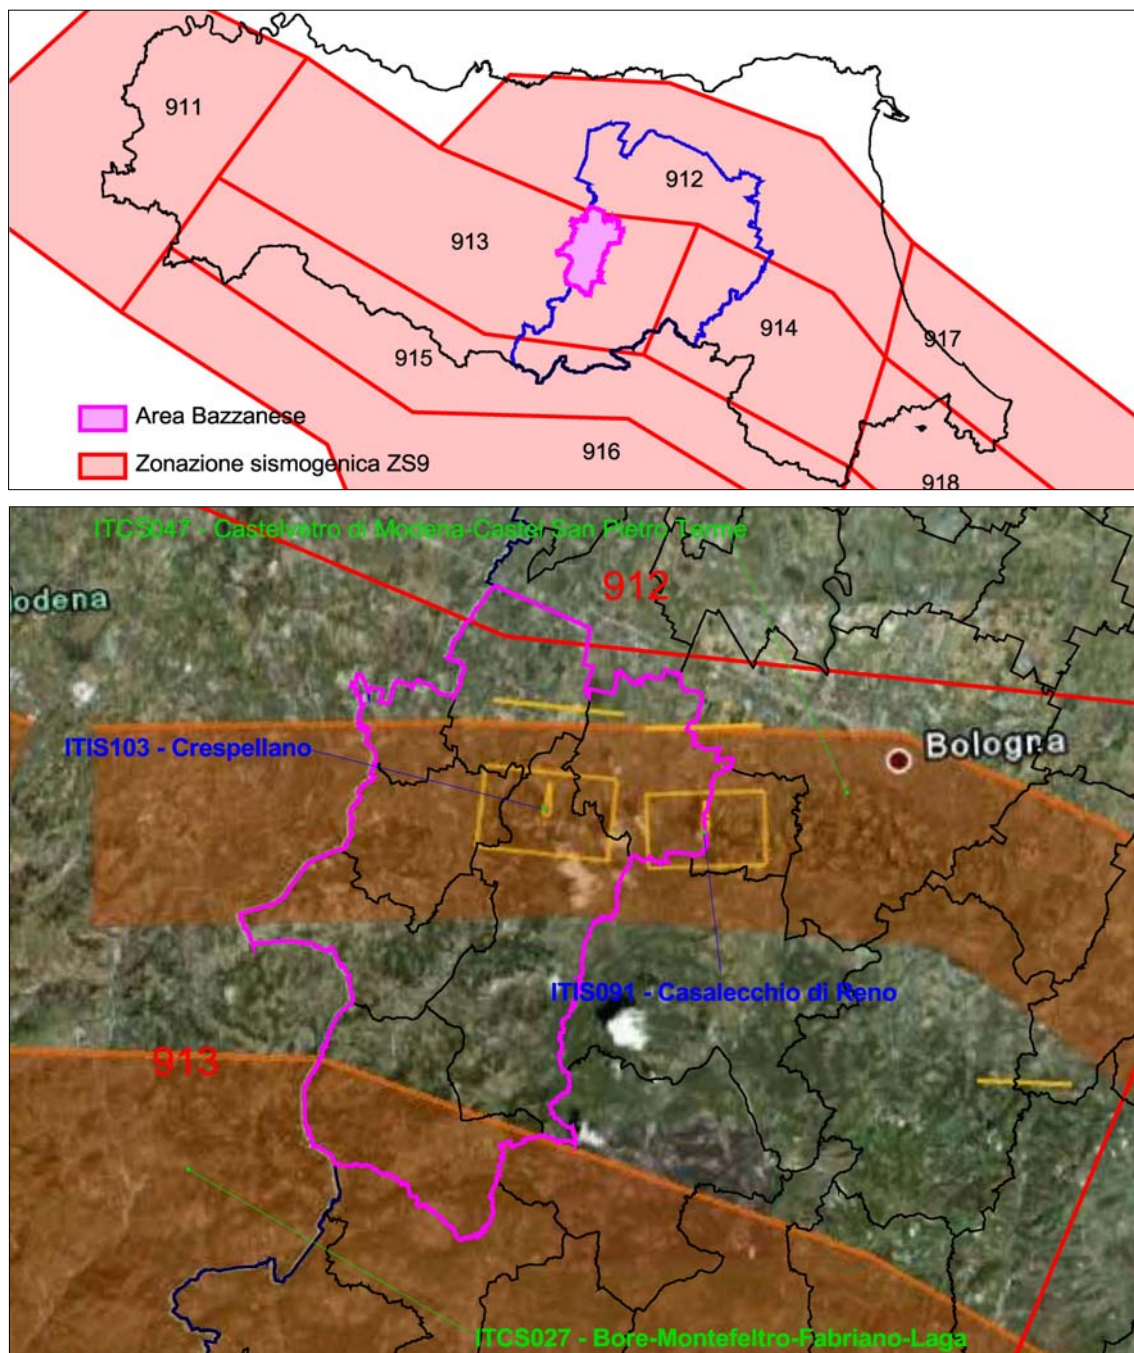 911
912
913
914
917
915
916
918
Area Bazzanese
Zonazione sismogenica ZS9
ITCS047 - Castelvetro di Modena-Castel San Pietro Terme
912
odena
ITIS103 - Crespellano
Bologna
ITIS091 - Casalecchio di Reno
913
ITCS027 - Bore-Montefeltro-Fabriano-Laga